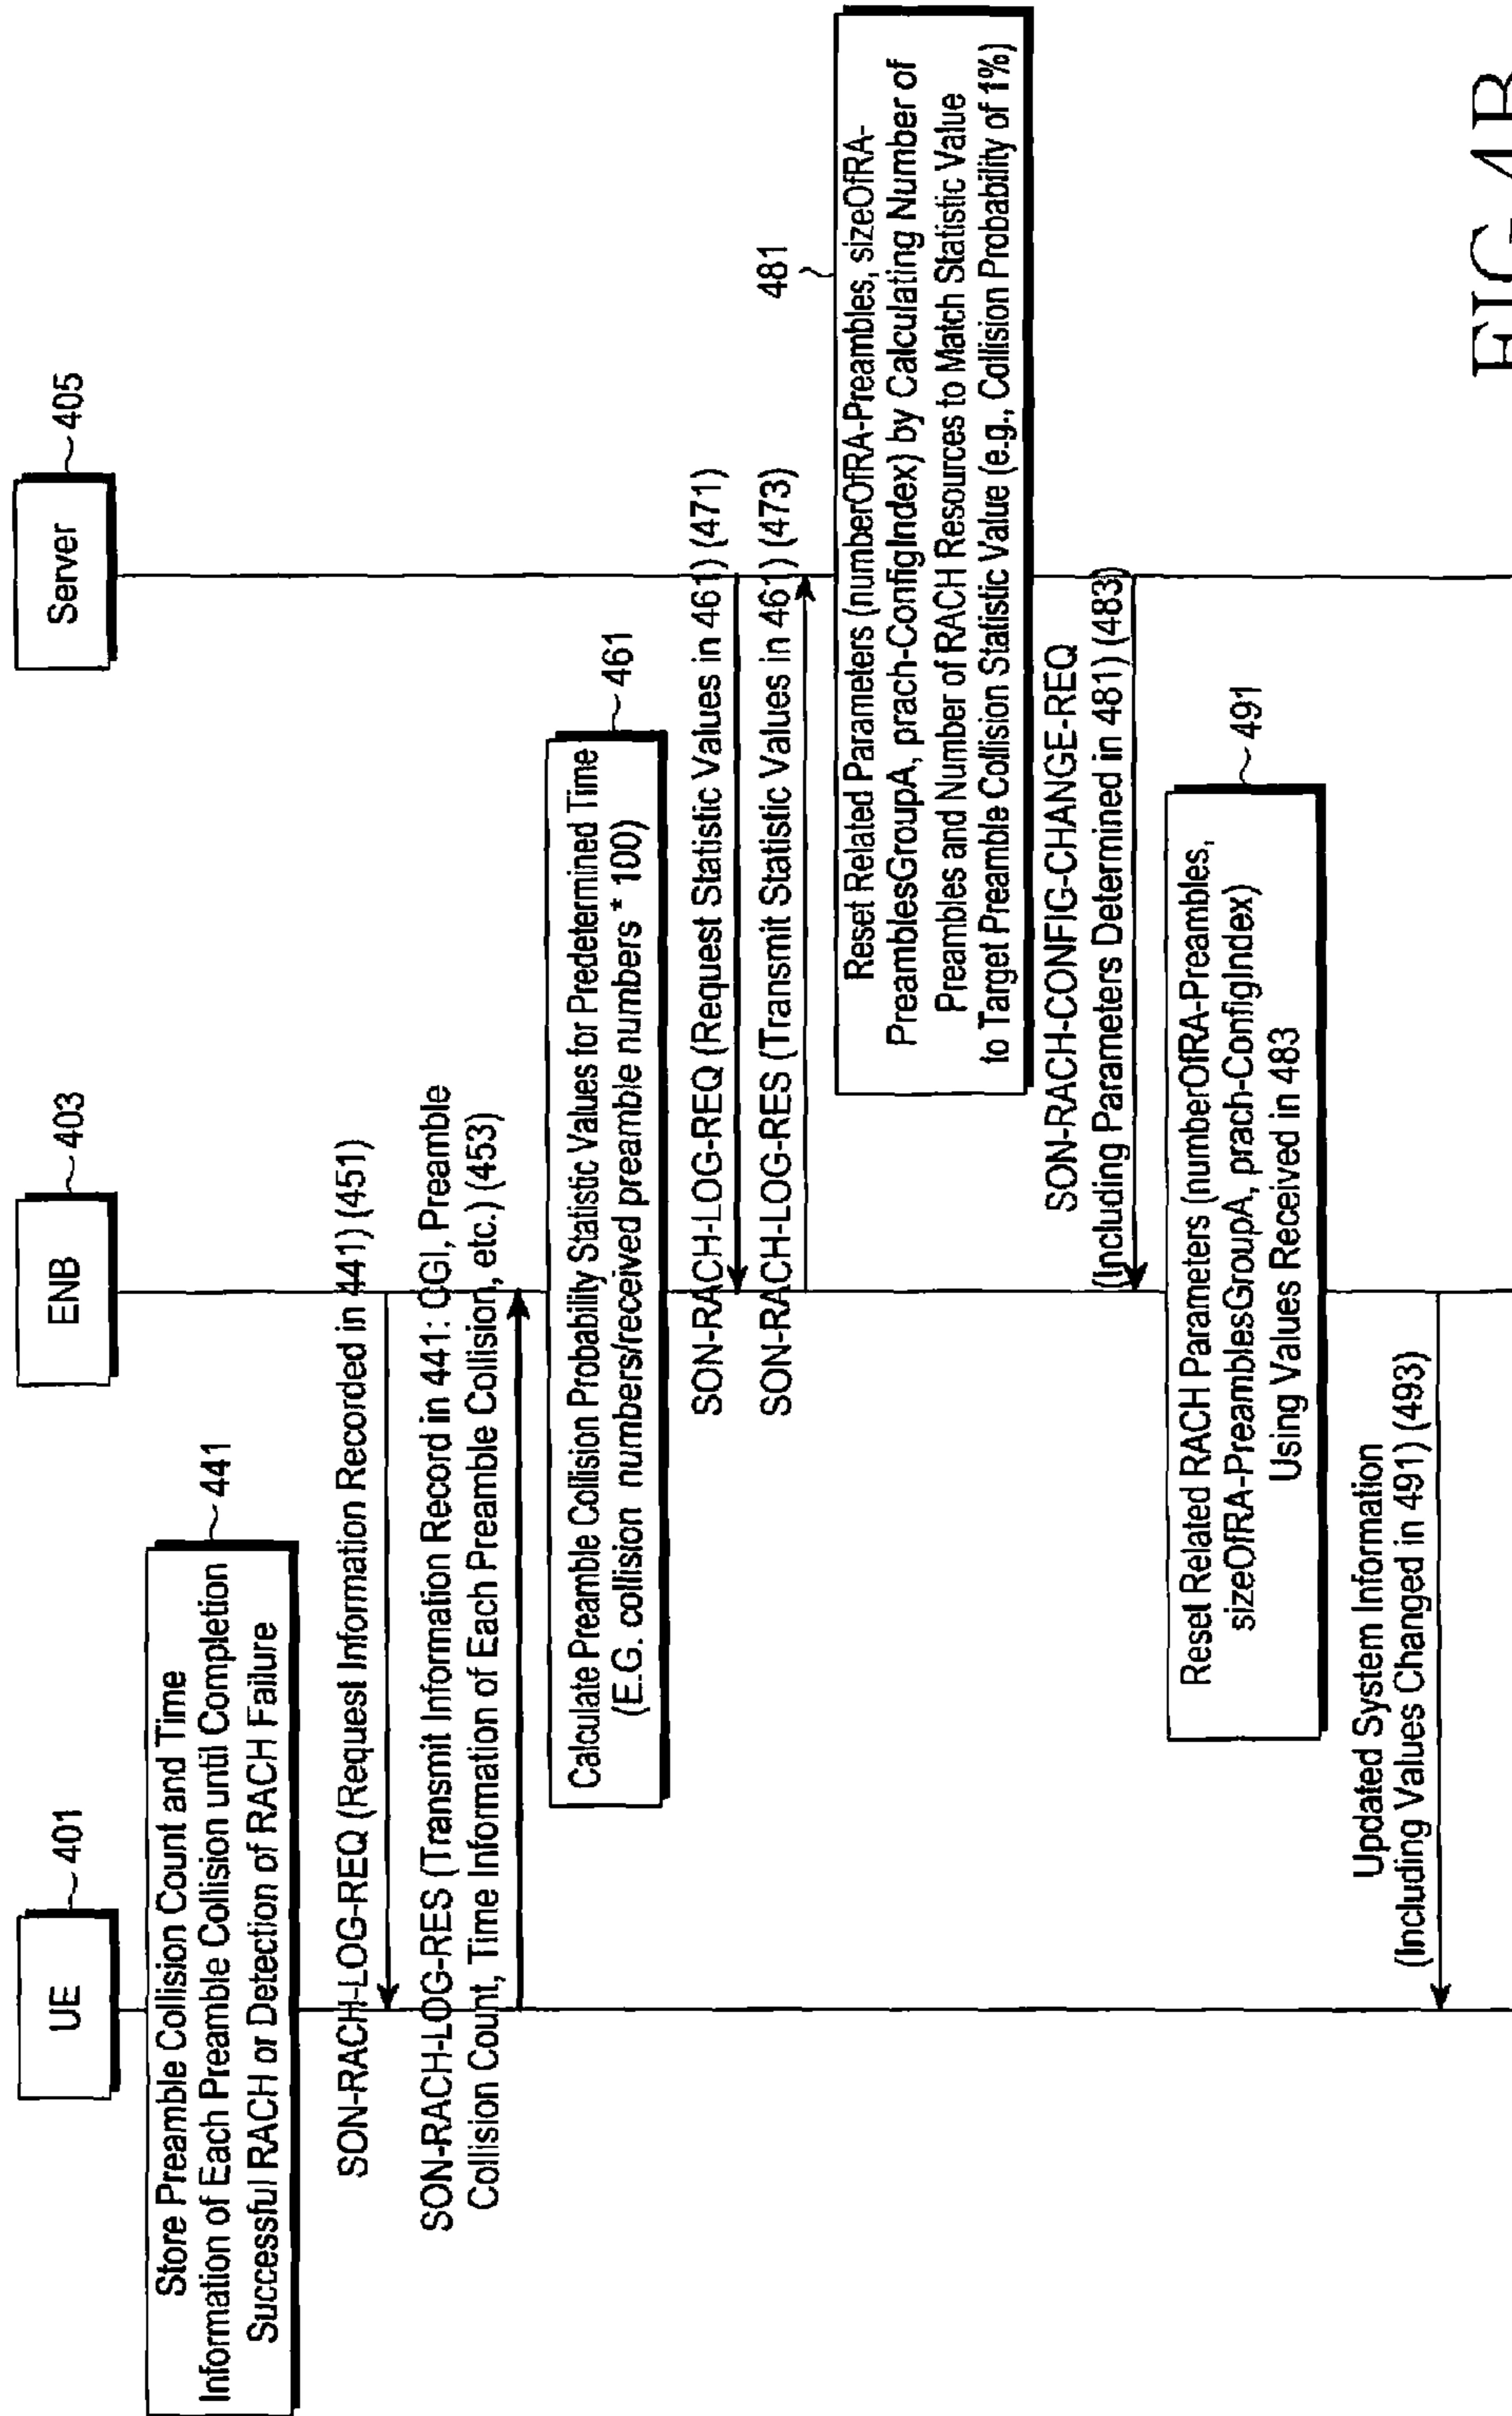 UE ~ 401
ENB ~ 403
Server ~ 405
Store Preamble Collision Count and Time
Information of Each Preamble Collision until Completion
Successful RACH or Detection of RACH Failure
441
SON-RACH-LOG-REQ (Request Information Recorded in 441) (451)
SON-RACH-LOG-RES (Transmit Information Record in 441: CGI, Preamble
Collision Count, Time Information of Each Preamble Collision, etc.) (453)
Calculate Preamble Collision Probability Statistic Values for Predetermined Time
(E.G. collision numbers/received preamble numbers * 100)
461
SON-RACH-LOG-REQ (Request Statistic Values in 461) (471)
SON-RACH-LOG-RES (Transmit Statistic Values in 461) (473)
481
Reset Related Parameters (numberOfRA-Preambles, sizeOfRA-
PreamblesGroupA, prach-ConfigIndex) by Calculating Number of
Preambles and Number of RACH Resources to Match Statistic Value
to Target Preamble Collision Statistic Value (e.g., Collision Probability of 1%)
SON-RACH-CONFIG-CHANGE-REQ
(Including Parameters Determined in 481) (483)
Reset Related RACH Parameters (numberOfRA-Preambles,
sizeOfRA-PreamblesGroupA, prach-ConfigIndex)
Using Values Received in 483
491
Updated System Information
(Including Values Changed in 491) (493)
FIG.4B